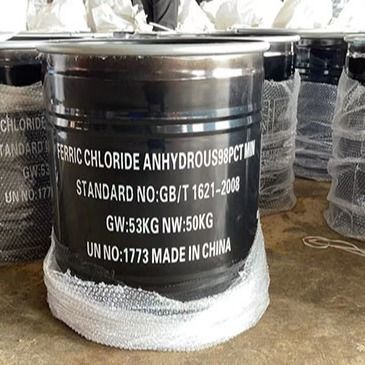 FERRIC CHLORIDE ANHYDROUS98PCT MIN
STANDARD NO:GB/T 1621-2008
GW:53KG NW:50KG
UN NO:1773 MADE IN CHINA